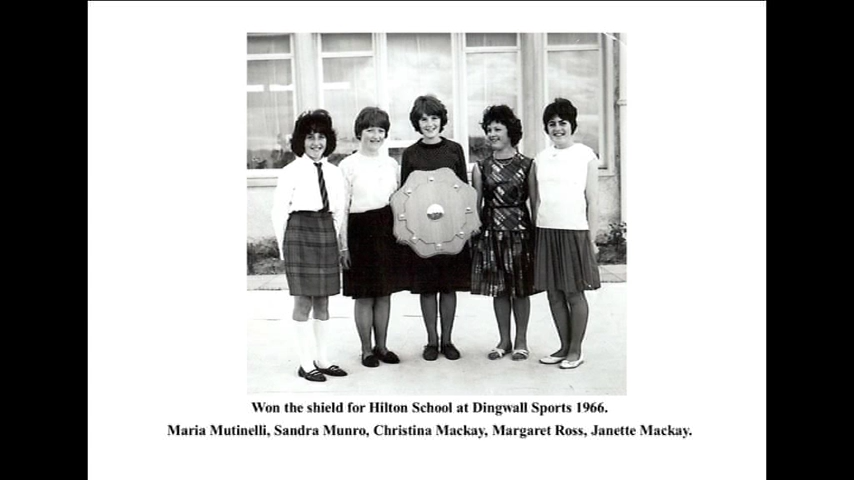 Won the shield for Hilton School at Dingwall Sports 1966.
Maria Mutinelli, Sandra Munro, Christina Mackay, Margaret Ross, Janette Mackay.